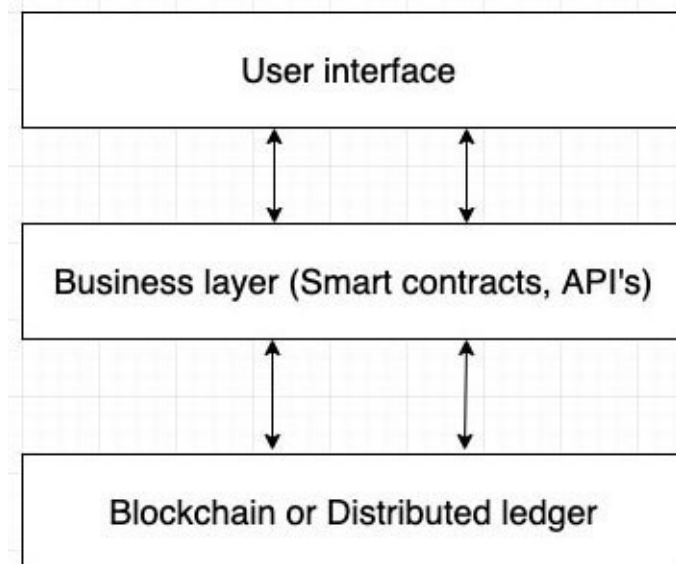 User interface
Business layer (Smart contracts, API's)
Blockchain or Distributed ledger